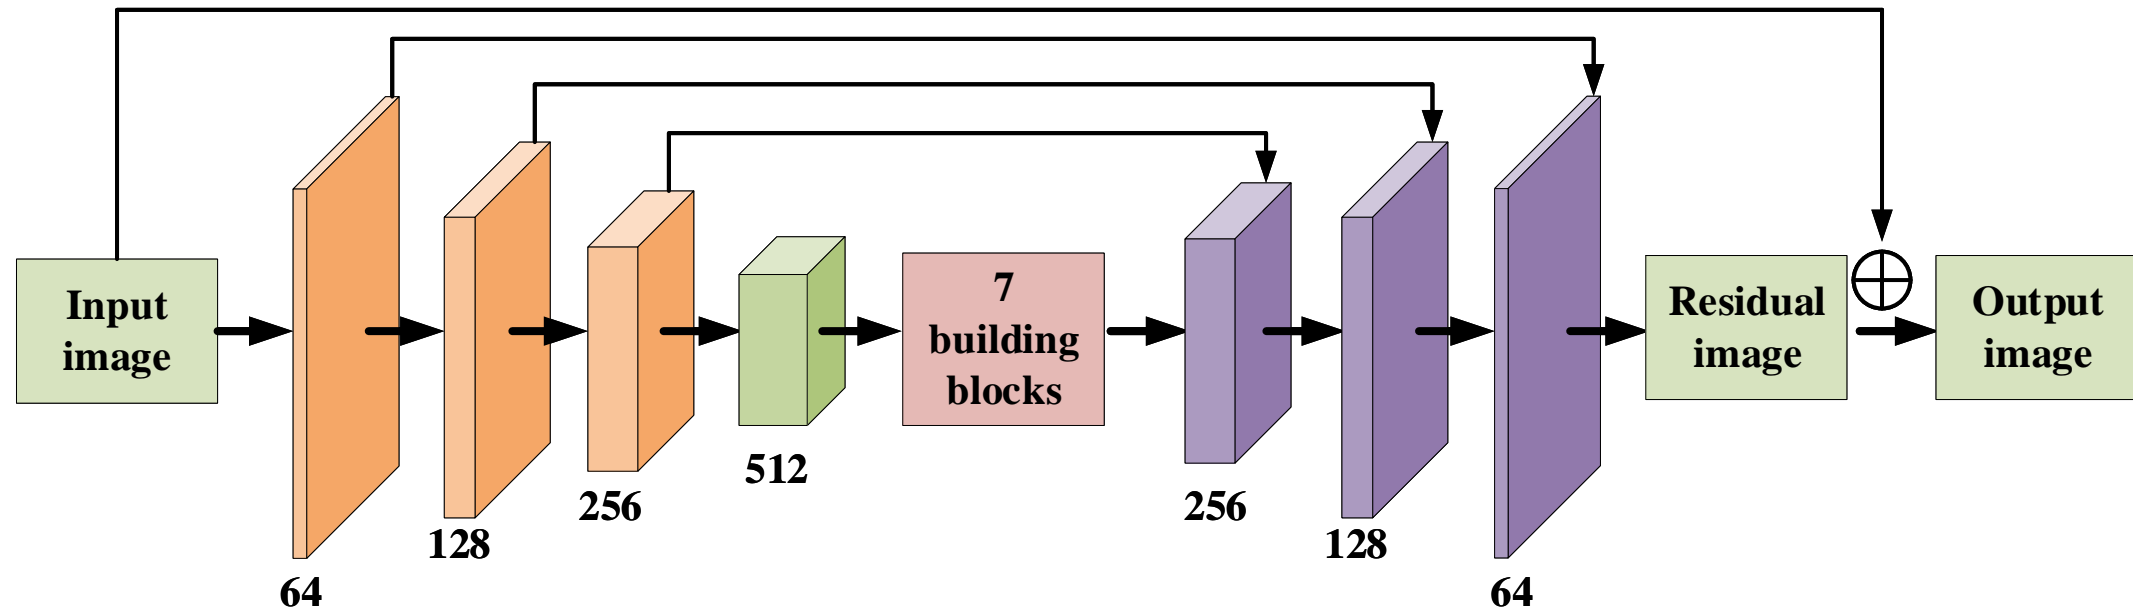 Input
image
64
128
256
512
7
building
blocks
256
128
64
Residual
image
Output
image